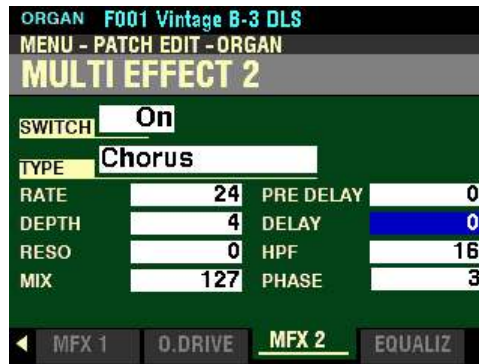 ORGAN F001 Vintage B-3 DLS
MENU - PATCH EDIT - ORGAN
MULTI EFFECT 2
SWITCH On
TYPE Chorus
RATE 24 PRE DELAY 0
DEPTH 4 DELAY 0
RESO 0 HPF 16
MIX 127 PHASE 3
MFX 1 O.DRIVE MFX 2 EQUALIZ